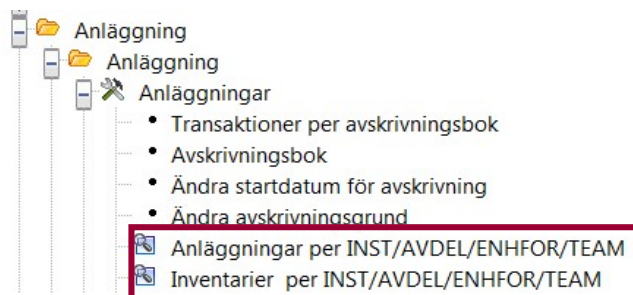 Anläggning
Anläggning
Anläggningar
Transaktioner per avskrivningsbok
Avskrivningsbok
Ändra startdatum för avskrivning
Ändra avskrivningsgrund
Anläggningar per INST/AVDEL/ENHFOR/TEAM
Inventarier per INST/AVDEL/ENHFOR/TEAM